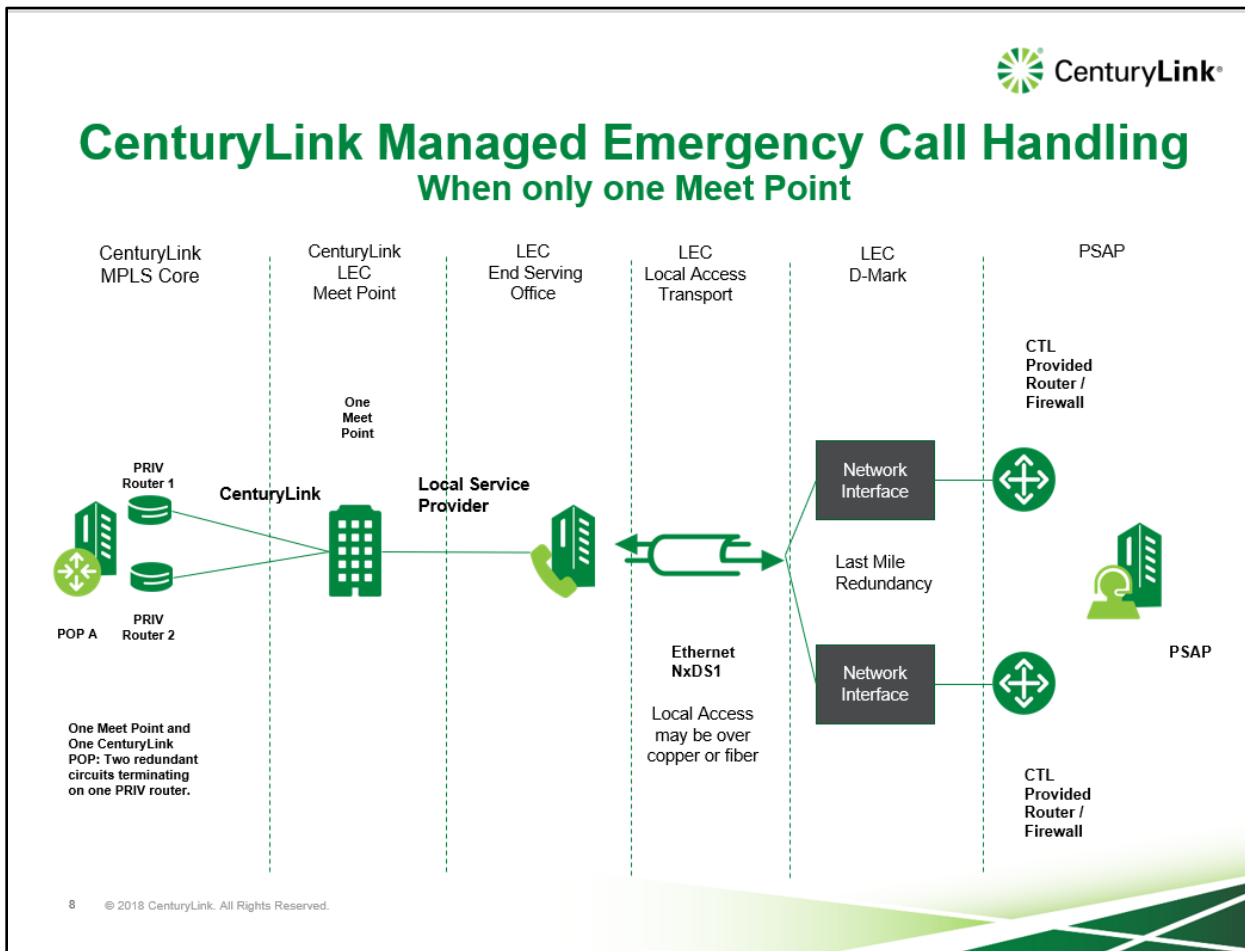 CenturyLink®
CenturyLink Managed Emergency Call Handling
When only one Meet Point
CenturyLink
MPLS Core
CenturyLink
LEC
Meet Point
LEC
End Serving
Office
LEC
Local Access
Transport
LEC
D-Mark
PSAP
CTL
Provided
Router /
Firewall
One
Meet
Point
PRIV
Router 1
CenturyLink
Local Service
Provider
Network
Interface
Last Mile
Redundancy
POP A
PRIV
Router 2
PSAP
Ethernet
NxDS1
Network
Interface
Local Access
may be over
copper or fiber
One Meet Point and
One CenturyLink
POP: Two redundant
circuits terminating
on one PRIV router.
CTL
Provided
Router /
Firewall
8
© 2018 CenturyLink. All Rights Reserved.